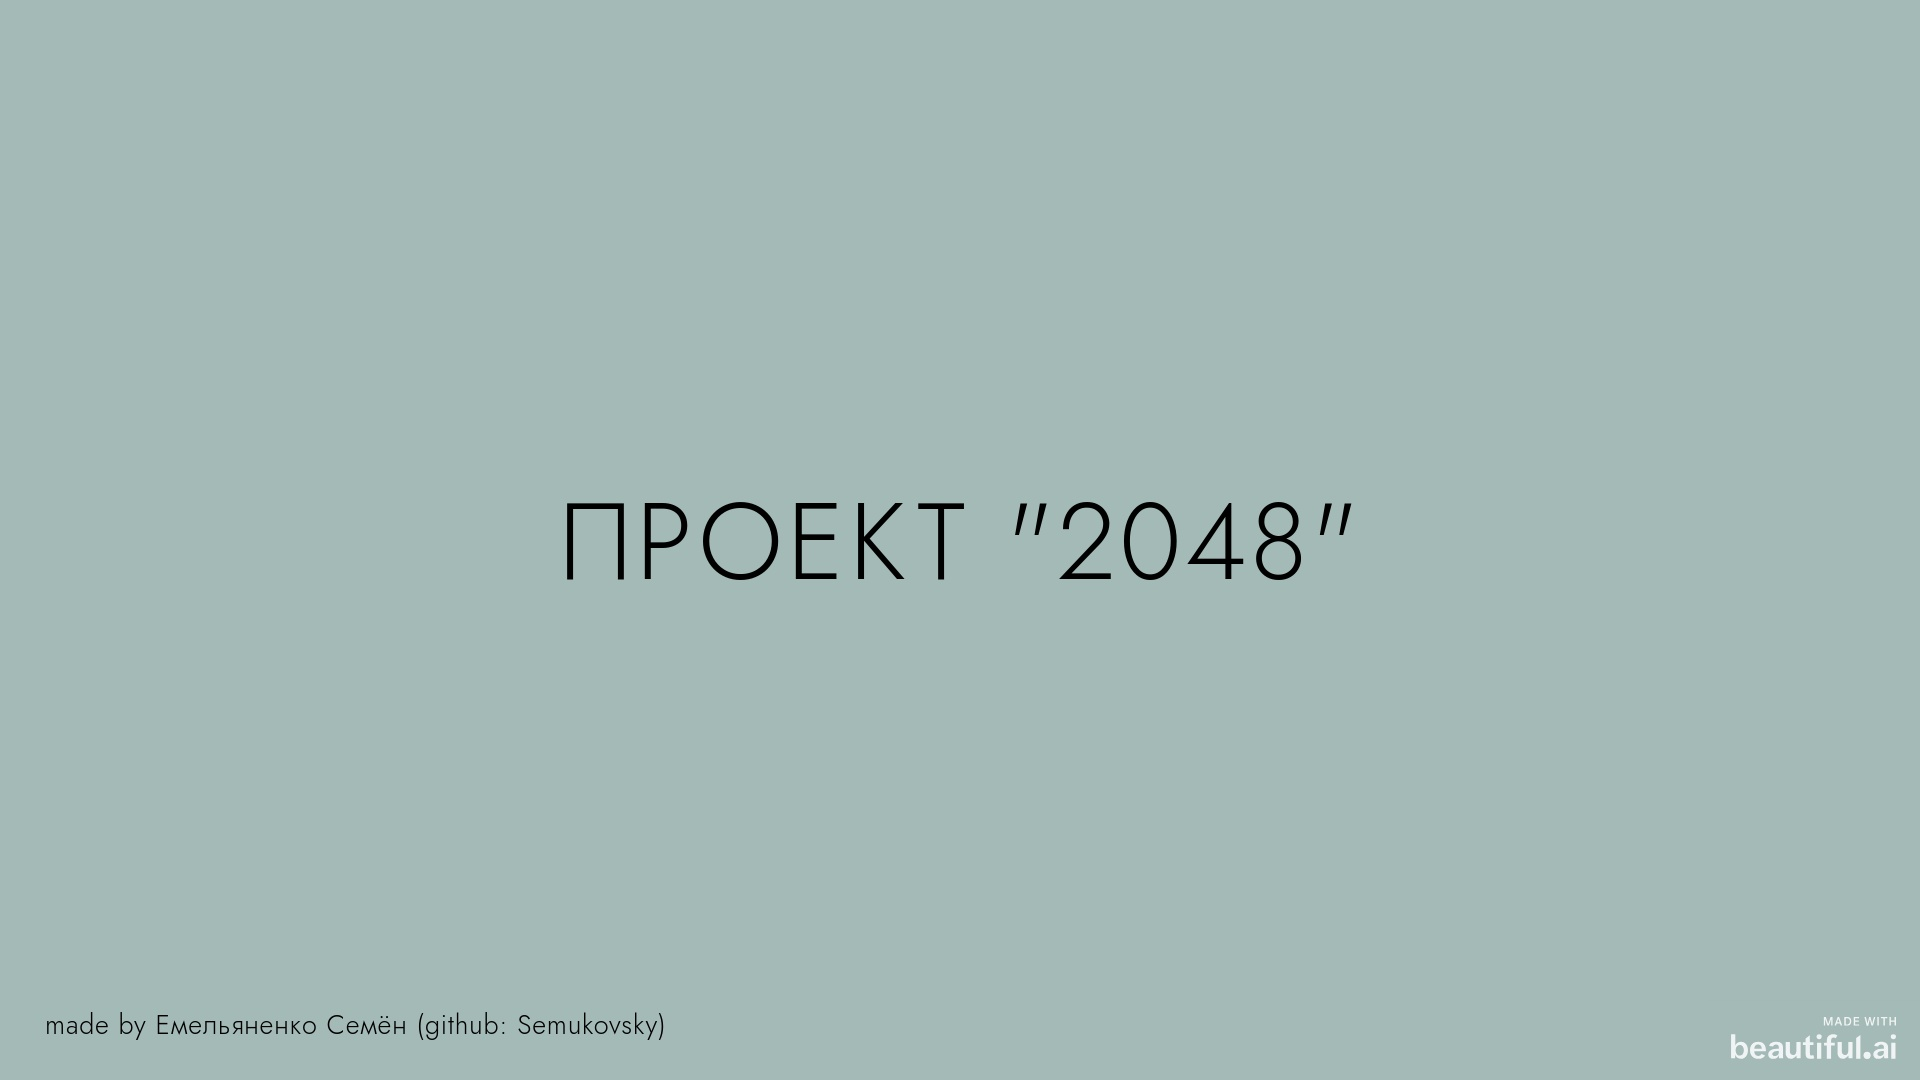 ПРОЕКТ "2048"
made by Емельяненко Семён (github: Semukovsky)
MADE WITH
beautiful.ai